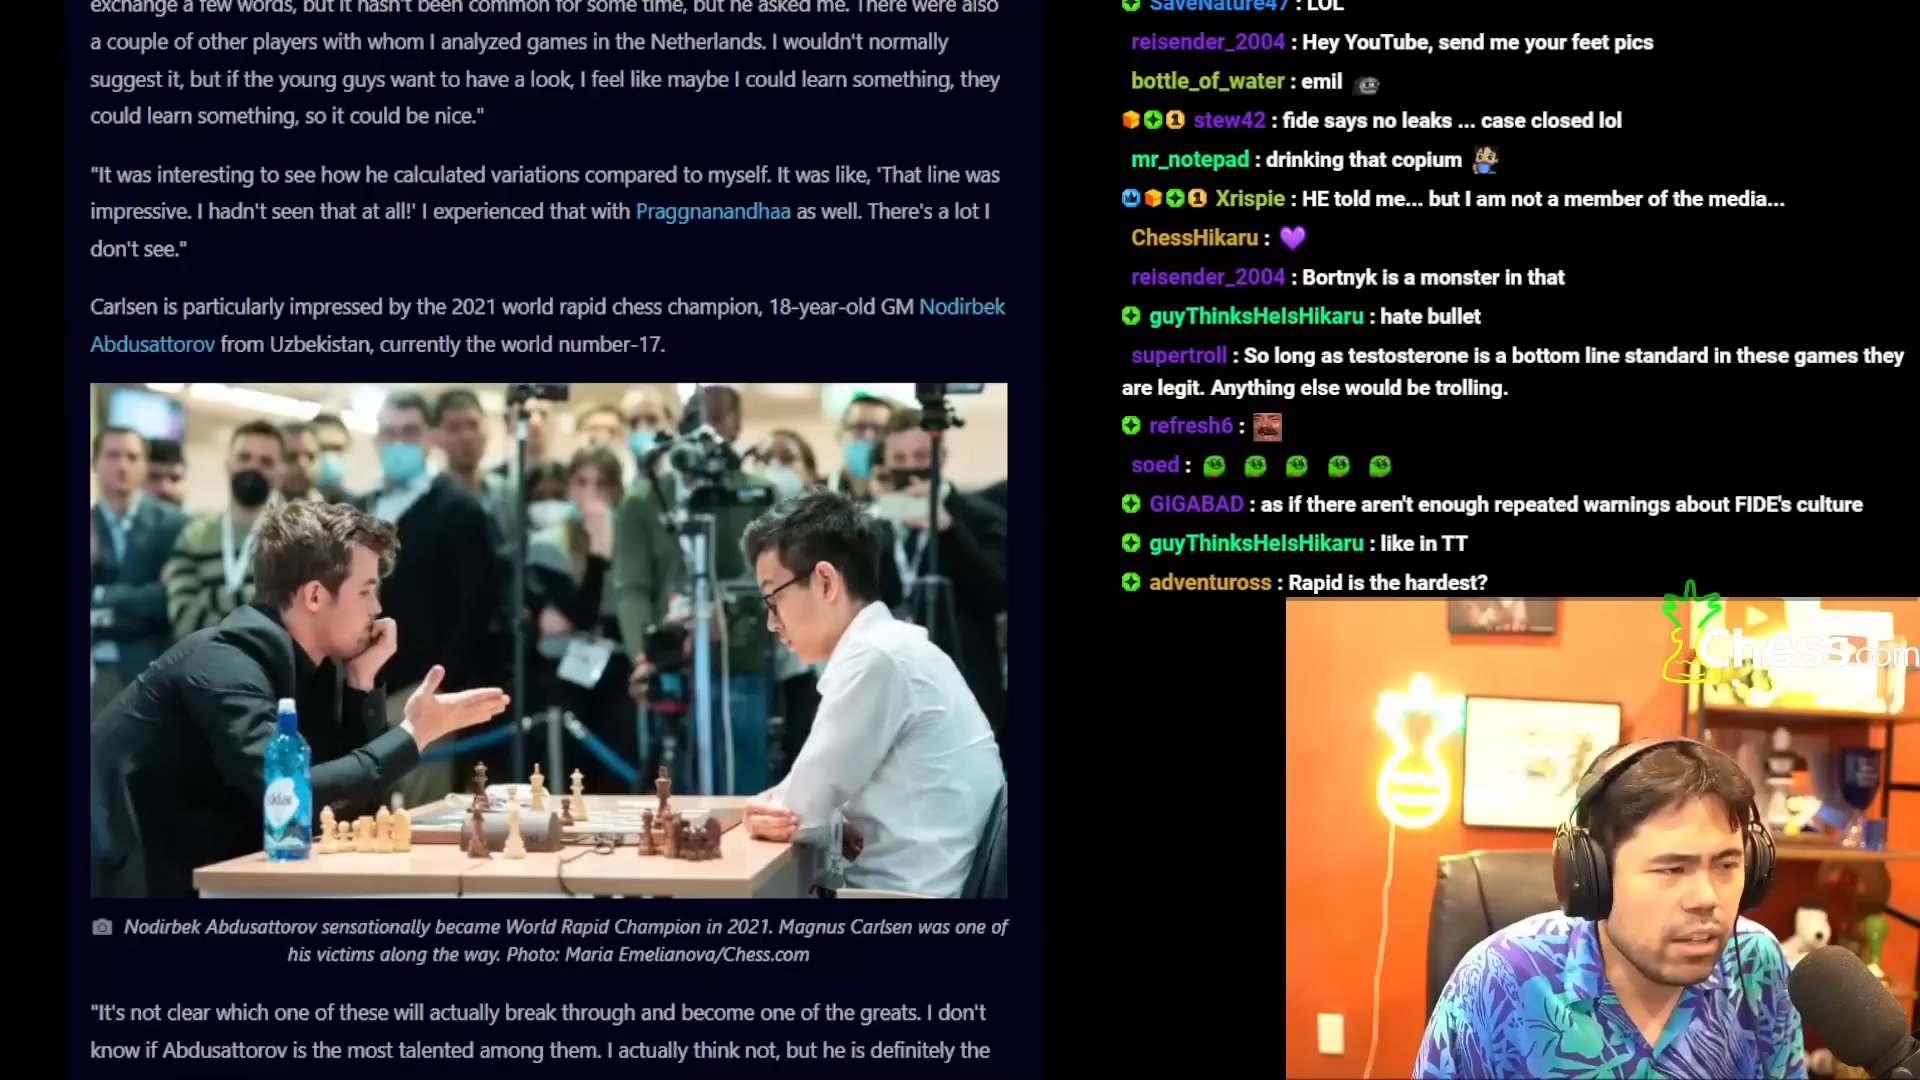 exchange a few words, but it hasn't been common for some time, but he asked me. There were also
a couple of other players with whom I analyzed games in the Netherlands. I wouldn't normally
suggest it, but if the young guys want to have a look, I feel like maybe I could learn something, they
could learn something, so it could be nice."
"It was interesting to see how he calculated variations compared to myself. It was like, 'That line was
impressive. I hadn't seen that at all!' I experienced that with Praggnanandhaa as well. There's a lot I
don't see."
Carlsen is particularly impressed by the 2021 world rapid chess champion, 18-year-old GM Nodirbek
Abdusattorov from Uzbekistan, currently the world number-17.
Nodirbek Abdusattorov sensationally became World Rapid Champion in 2021. Magnus Carlsen was one of
his victims along the way. Photo: Maria Emelianova/Chess.com
"It's not clear which one of these will actually break through and become one of the greats. I don't
know if Abdusattorov is the most talented among them. I actually think not, but he is definitely the
SaveNature47 : LOL
reisender_2004 : Hey YouTube, send me your feet pics
bottle_of_water : emil
stew42 : fide says no leaks ... case closed lol
mr_notepad : drinking that copium
Xrispie : HE told me... but I am not a member of the media...
ChessHikaru :
reisender_2004 : Bortnyk is a monster in that
guyThinksHeIsHikaru : hate bullet
supertroll : So long as testosterone is a bottom line standard in these games they
are legit. Anything else would be trolling.
refresh6 :
soed :
GIGABAD : as if there aren't enough repeated warnings about FIDE's culture
guyThinksHeIsHikaru : like in TT
adventuross : Rapid is the hardest?
Chess.com